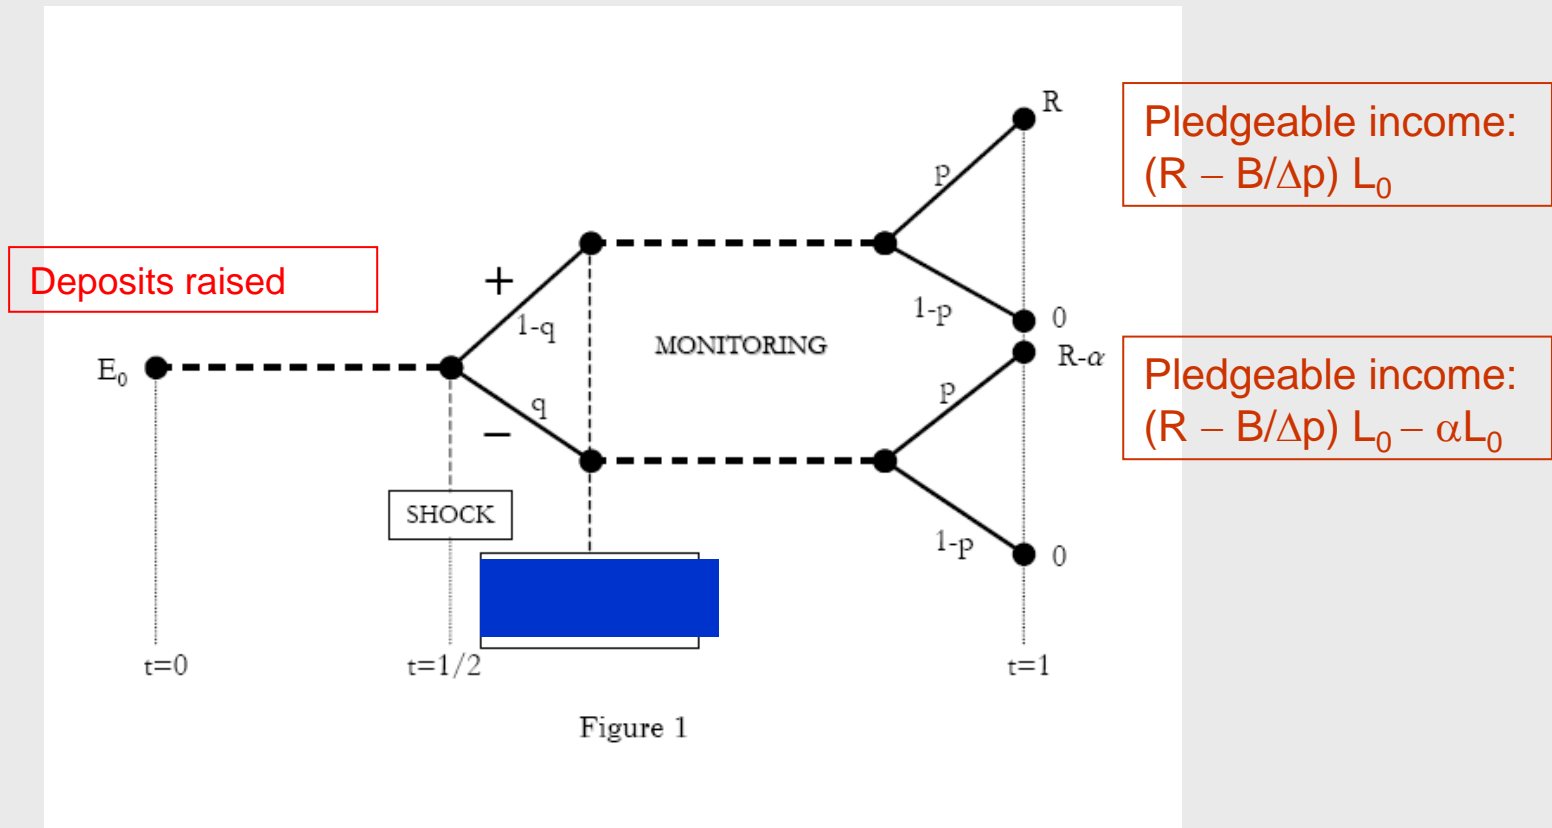 R
Pledgeable income:
(R – B/Δp) L₀
p
Deposits raised
+
1-q
1-p
0
MONITORING
E₀
R-α
Pledgeable income:
(R – B/Δp) L₀ – αL₀
p
q
–
SHOCK
1-p
0
t=0
t=1/2
t=1
Figure 1